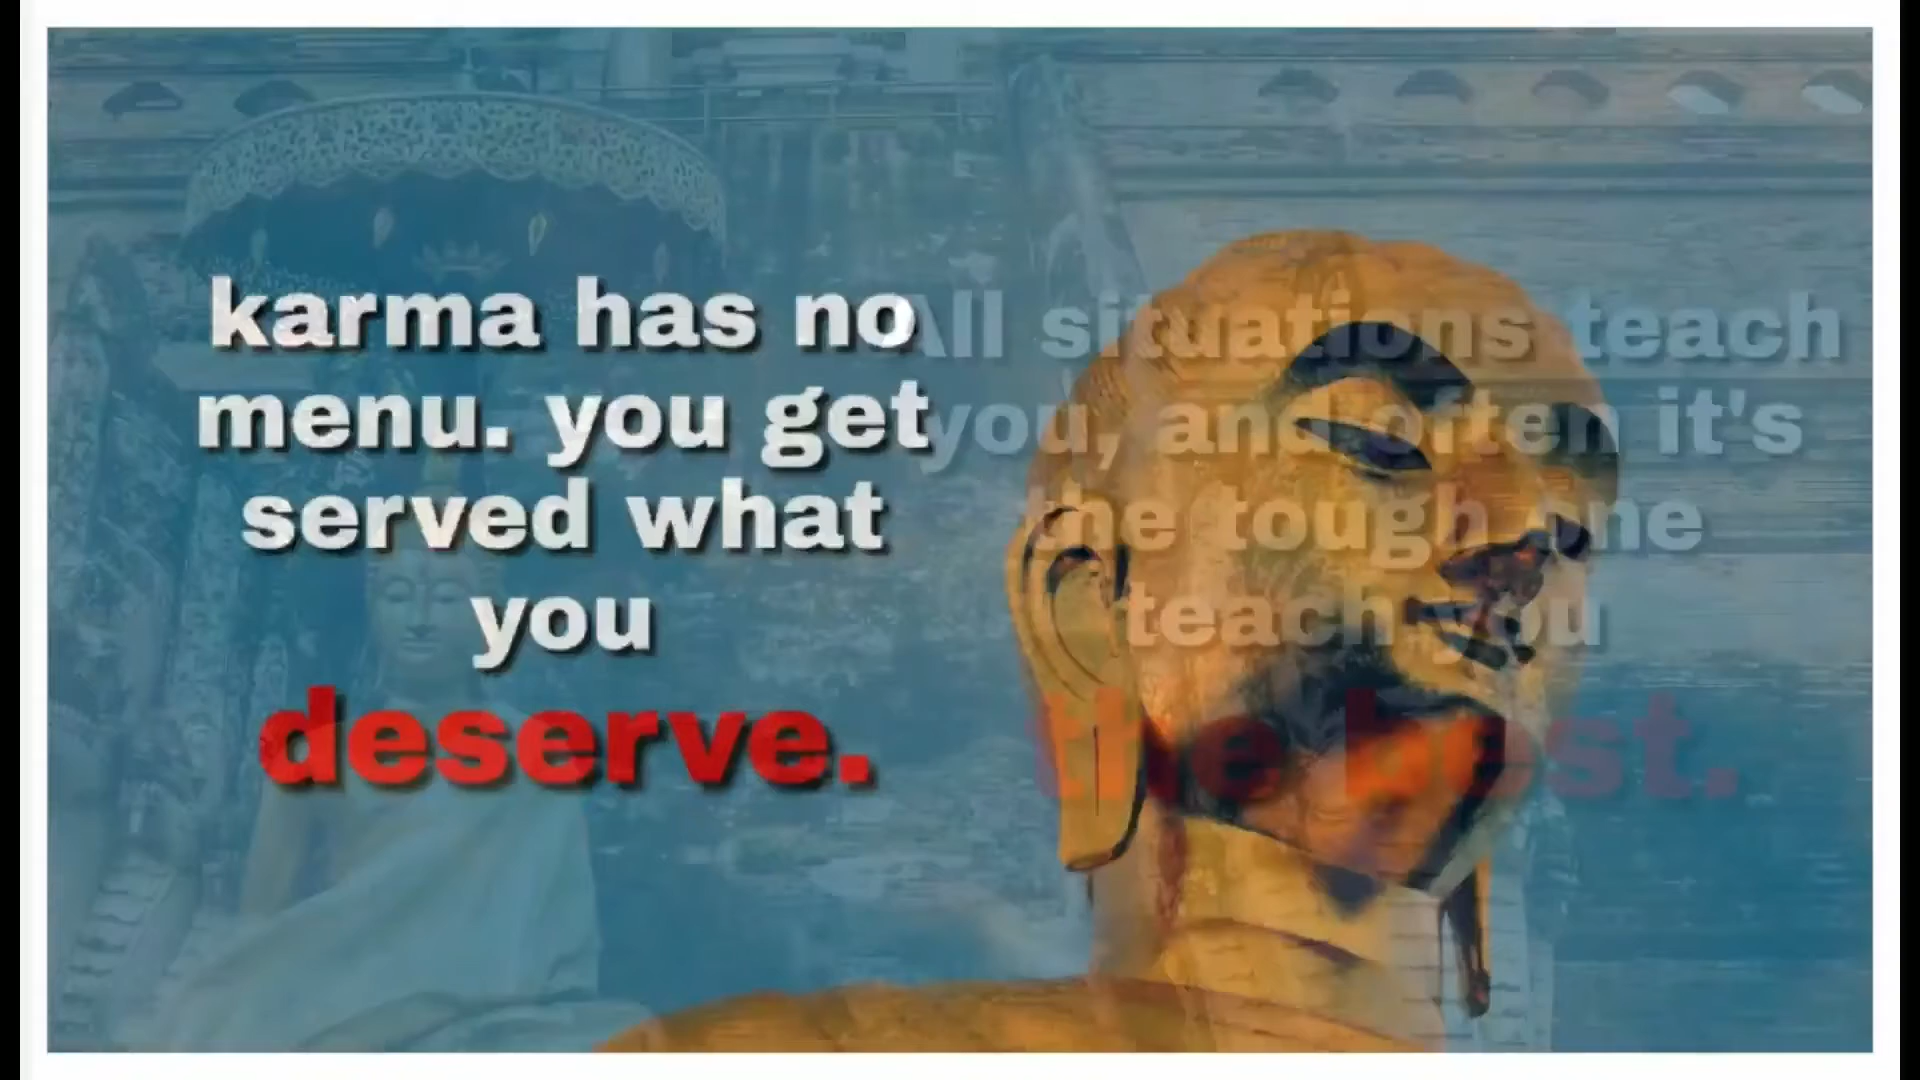 karma has no
menu. you get
served what
you
deserve.
All situations teach
you, and often it's
the tough one
teach you
the best.